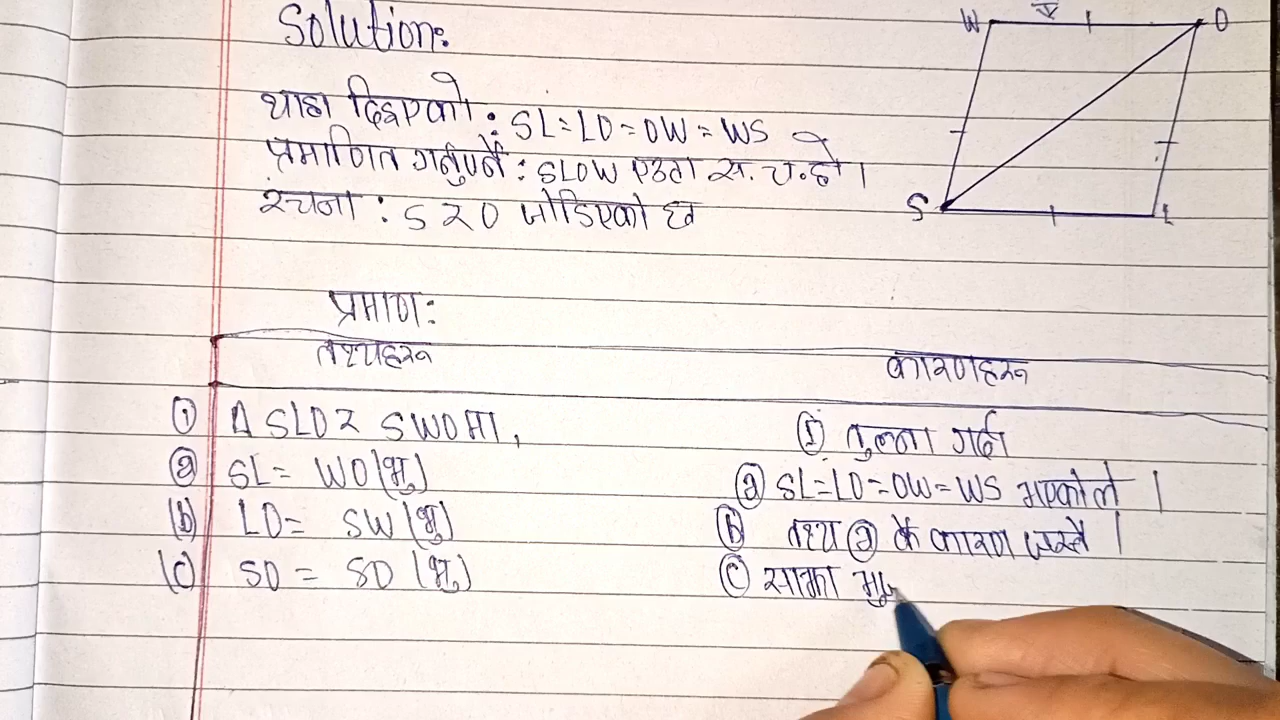 Solution:
थाहा दिइएको : SL = LO = OW = WS
प्रमाणित गर्नुपर्ने : SLOW एउटा स. च. हो।
रचना : S र O जोडिएको छ
W
O
S
L
प्रमाण:
तथ्यहरू
कारणहरू
① Δ SLO र SWO मा,
① तुलना गर्दा
ⓐ SL = WO (भु)
ⓐ SL = LO = OW = WS भएकोले ।
(b) LO = SW (भु)
ⓑ तथ्य ⓐ कै कारण जस्तै ।
(c) SO = SO (भु)
ⓒ साझा भुज